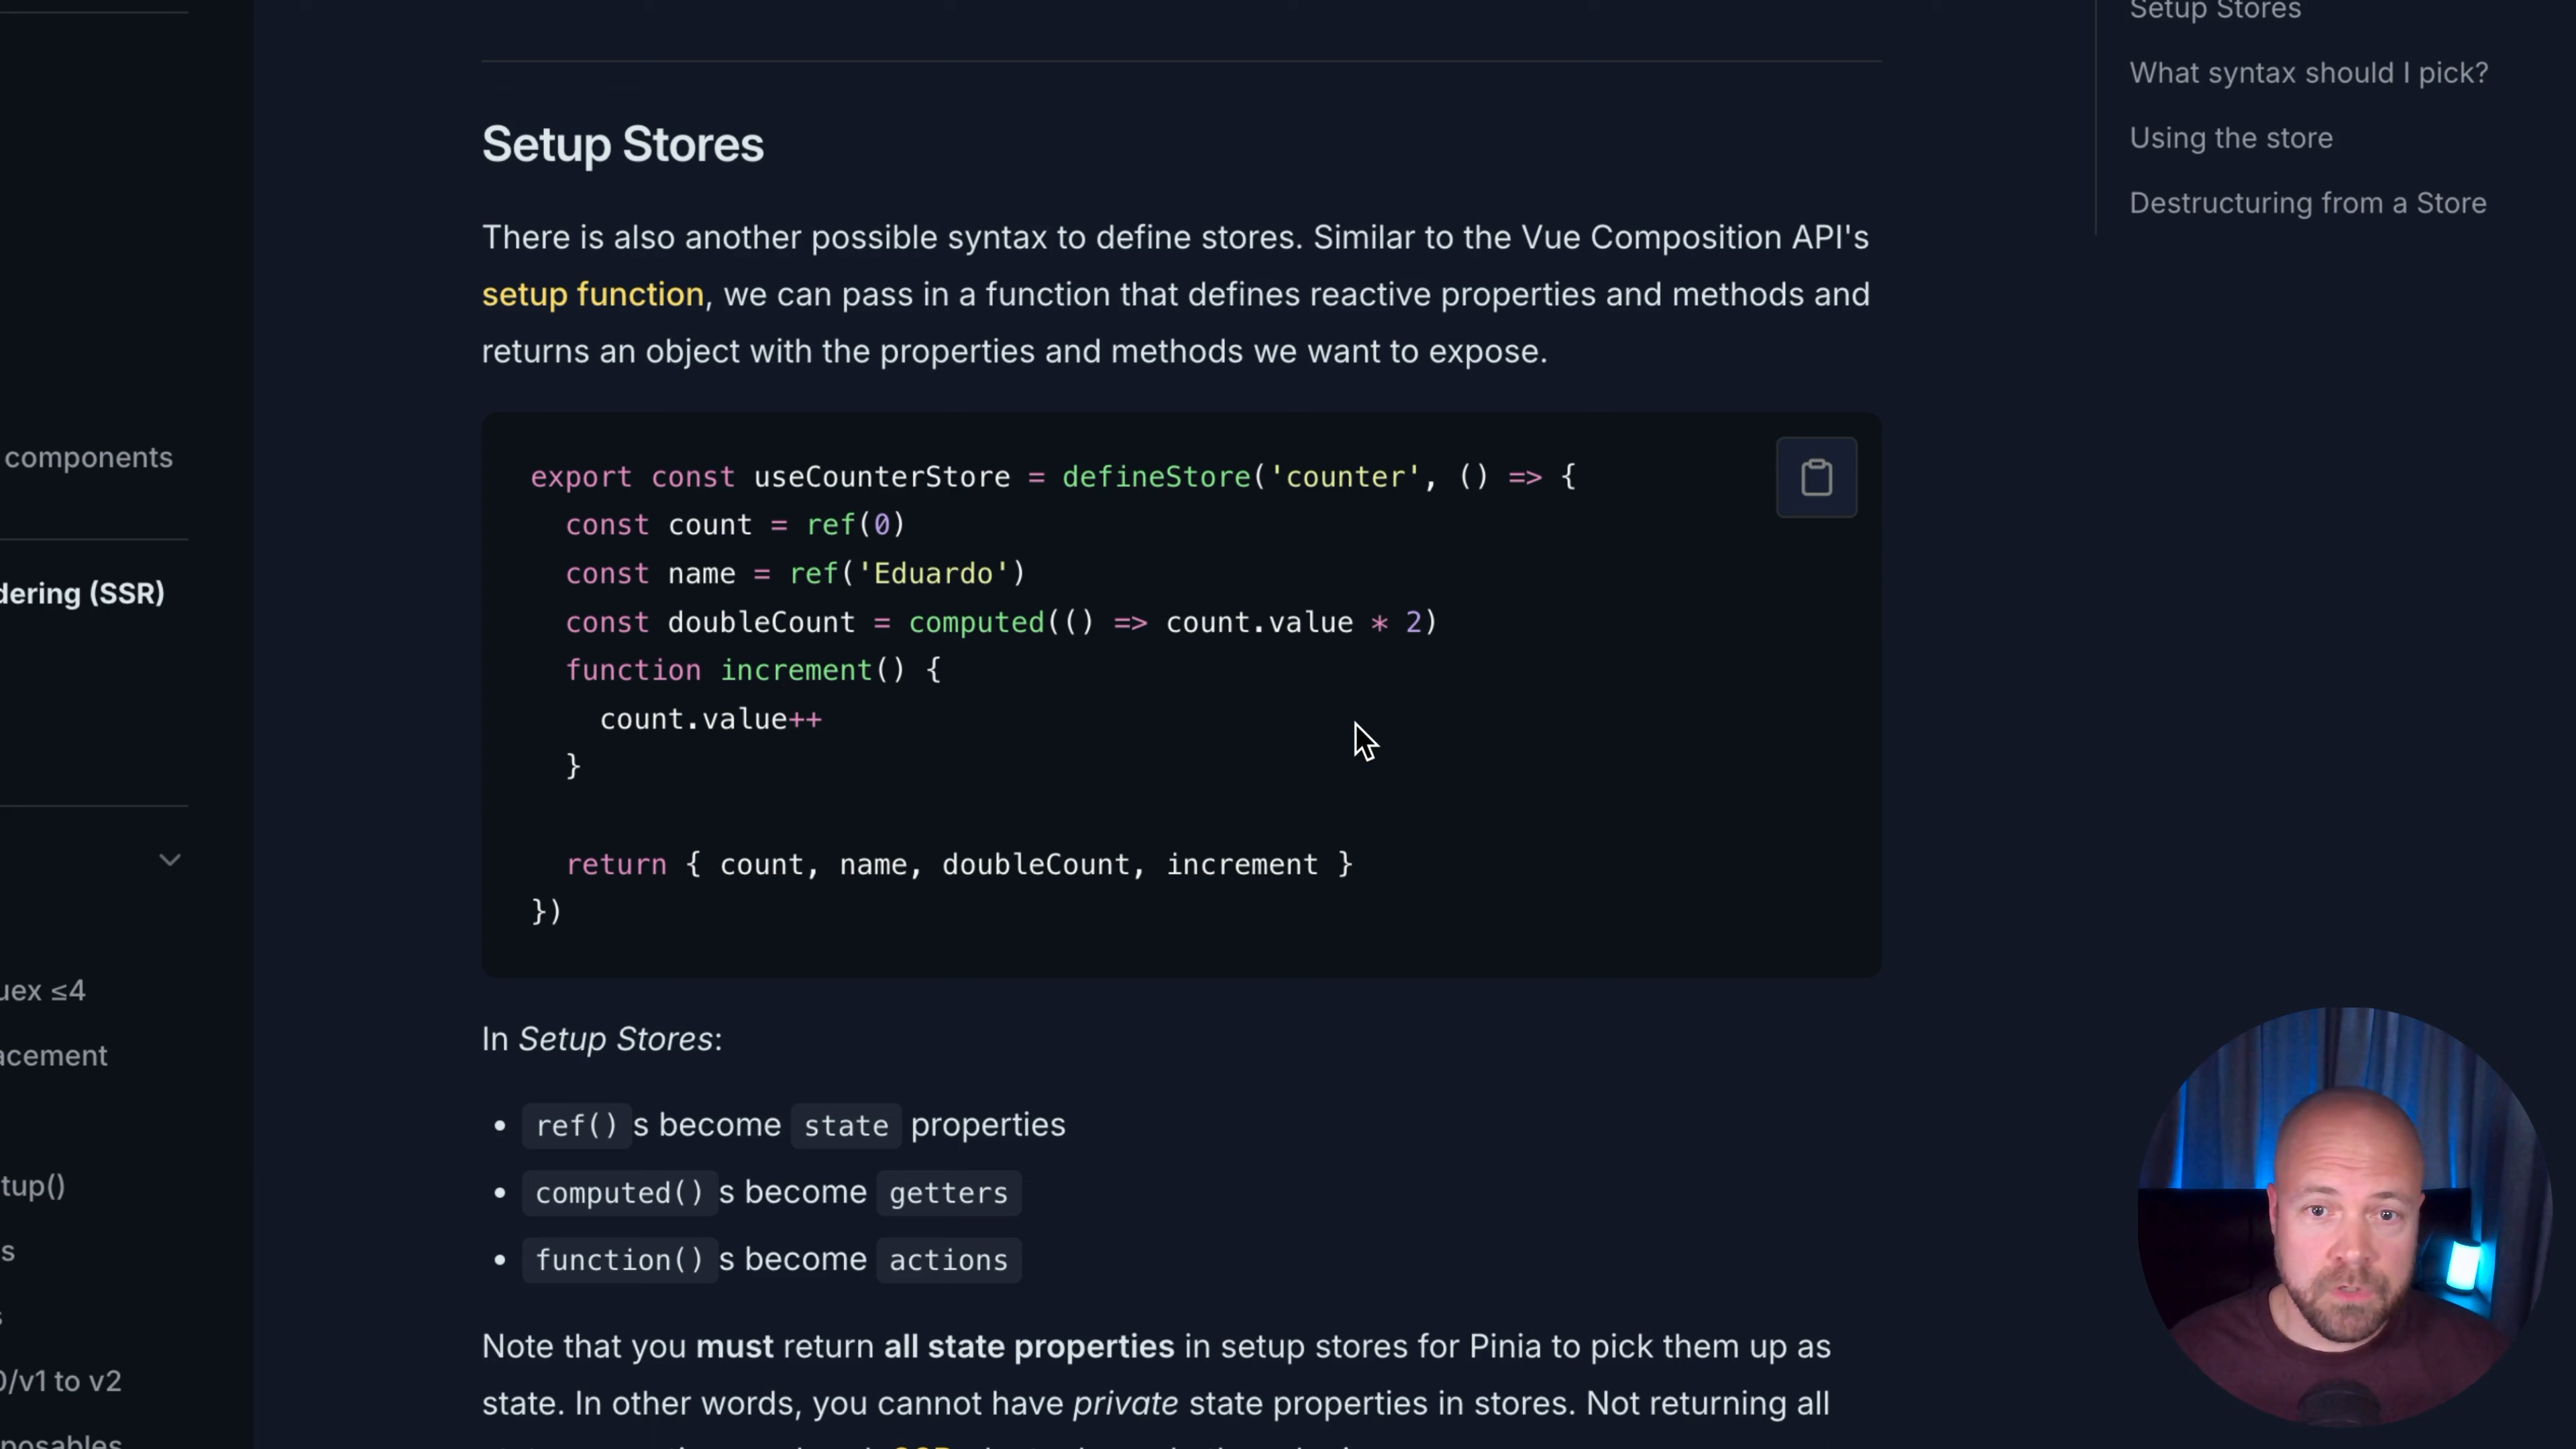 Setup Stores
What syntax should I pick?
Using the store
Destructuring from a Store
components
dering (SSR)
uex ≤4
acement
tup()
s
s
0/v1 to v2
posables
Setup Stores
There is also another possible syntax to define stores. Similar to the Vue Composition API's
setup function, we can pass in a function that defines reactive properties and methods and
returns an object with the properties and methods we want to expose.
export const useCounterStore = defineStore('counter', () => {
  const count = ref(0)
  const name = ref('Eduardo')
  const doubleCount = computed(() => count.value * 2)
  function increment() {
    count.value++
  }
  return { count, name, doubleCount, increment }
})
In Setup Stores:
• ref() s become state properties
• computed() s become getters
• function() s become actions
Note that you must return all state properties in setup stores for Pinia to pick them up as
state. In other words, you cannot have private state properties in stores. Not returning all